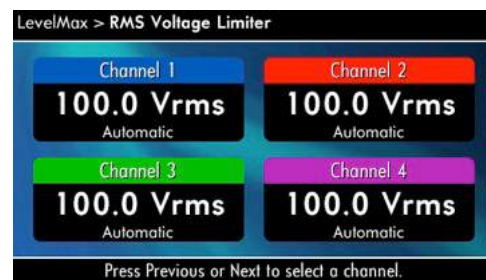 LevelMax > RMS Voltage Limiter
Channel 1
100.0 Vrms
Automatic
Channel 2
100.0 Vrms
Automatic
Channel 3
100.0 Vrms
Automatic
Channel 4
100.0 Vrms
Automatic
Press Previous or Next to select a channel.